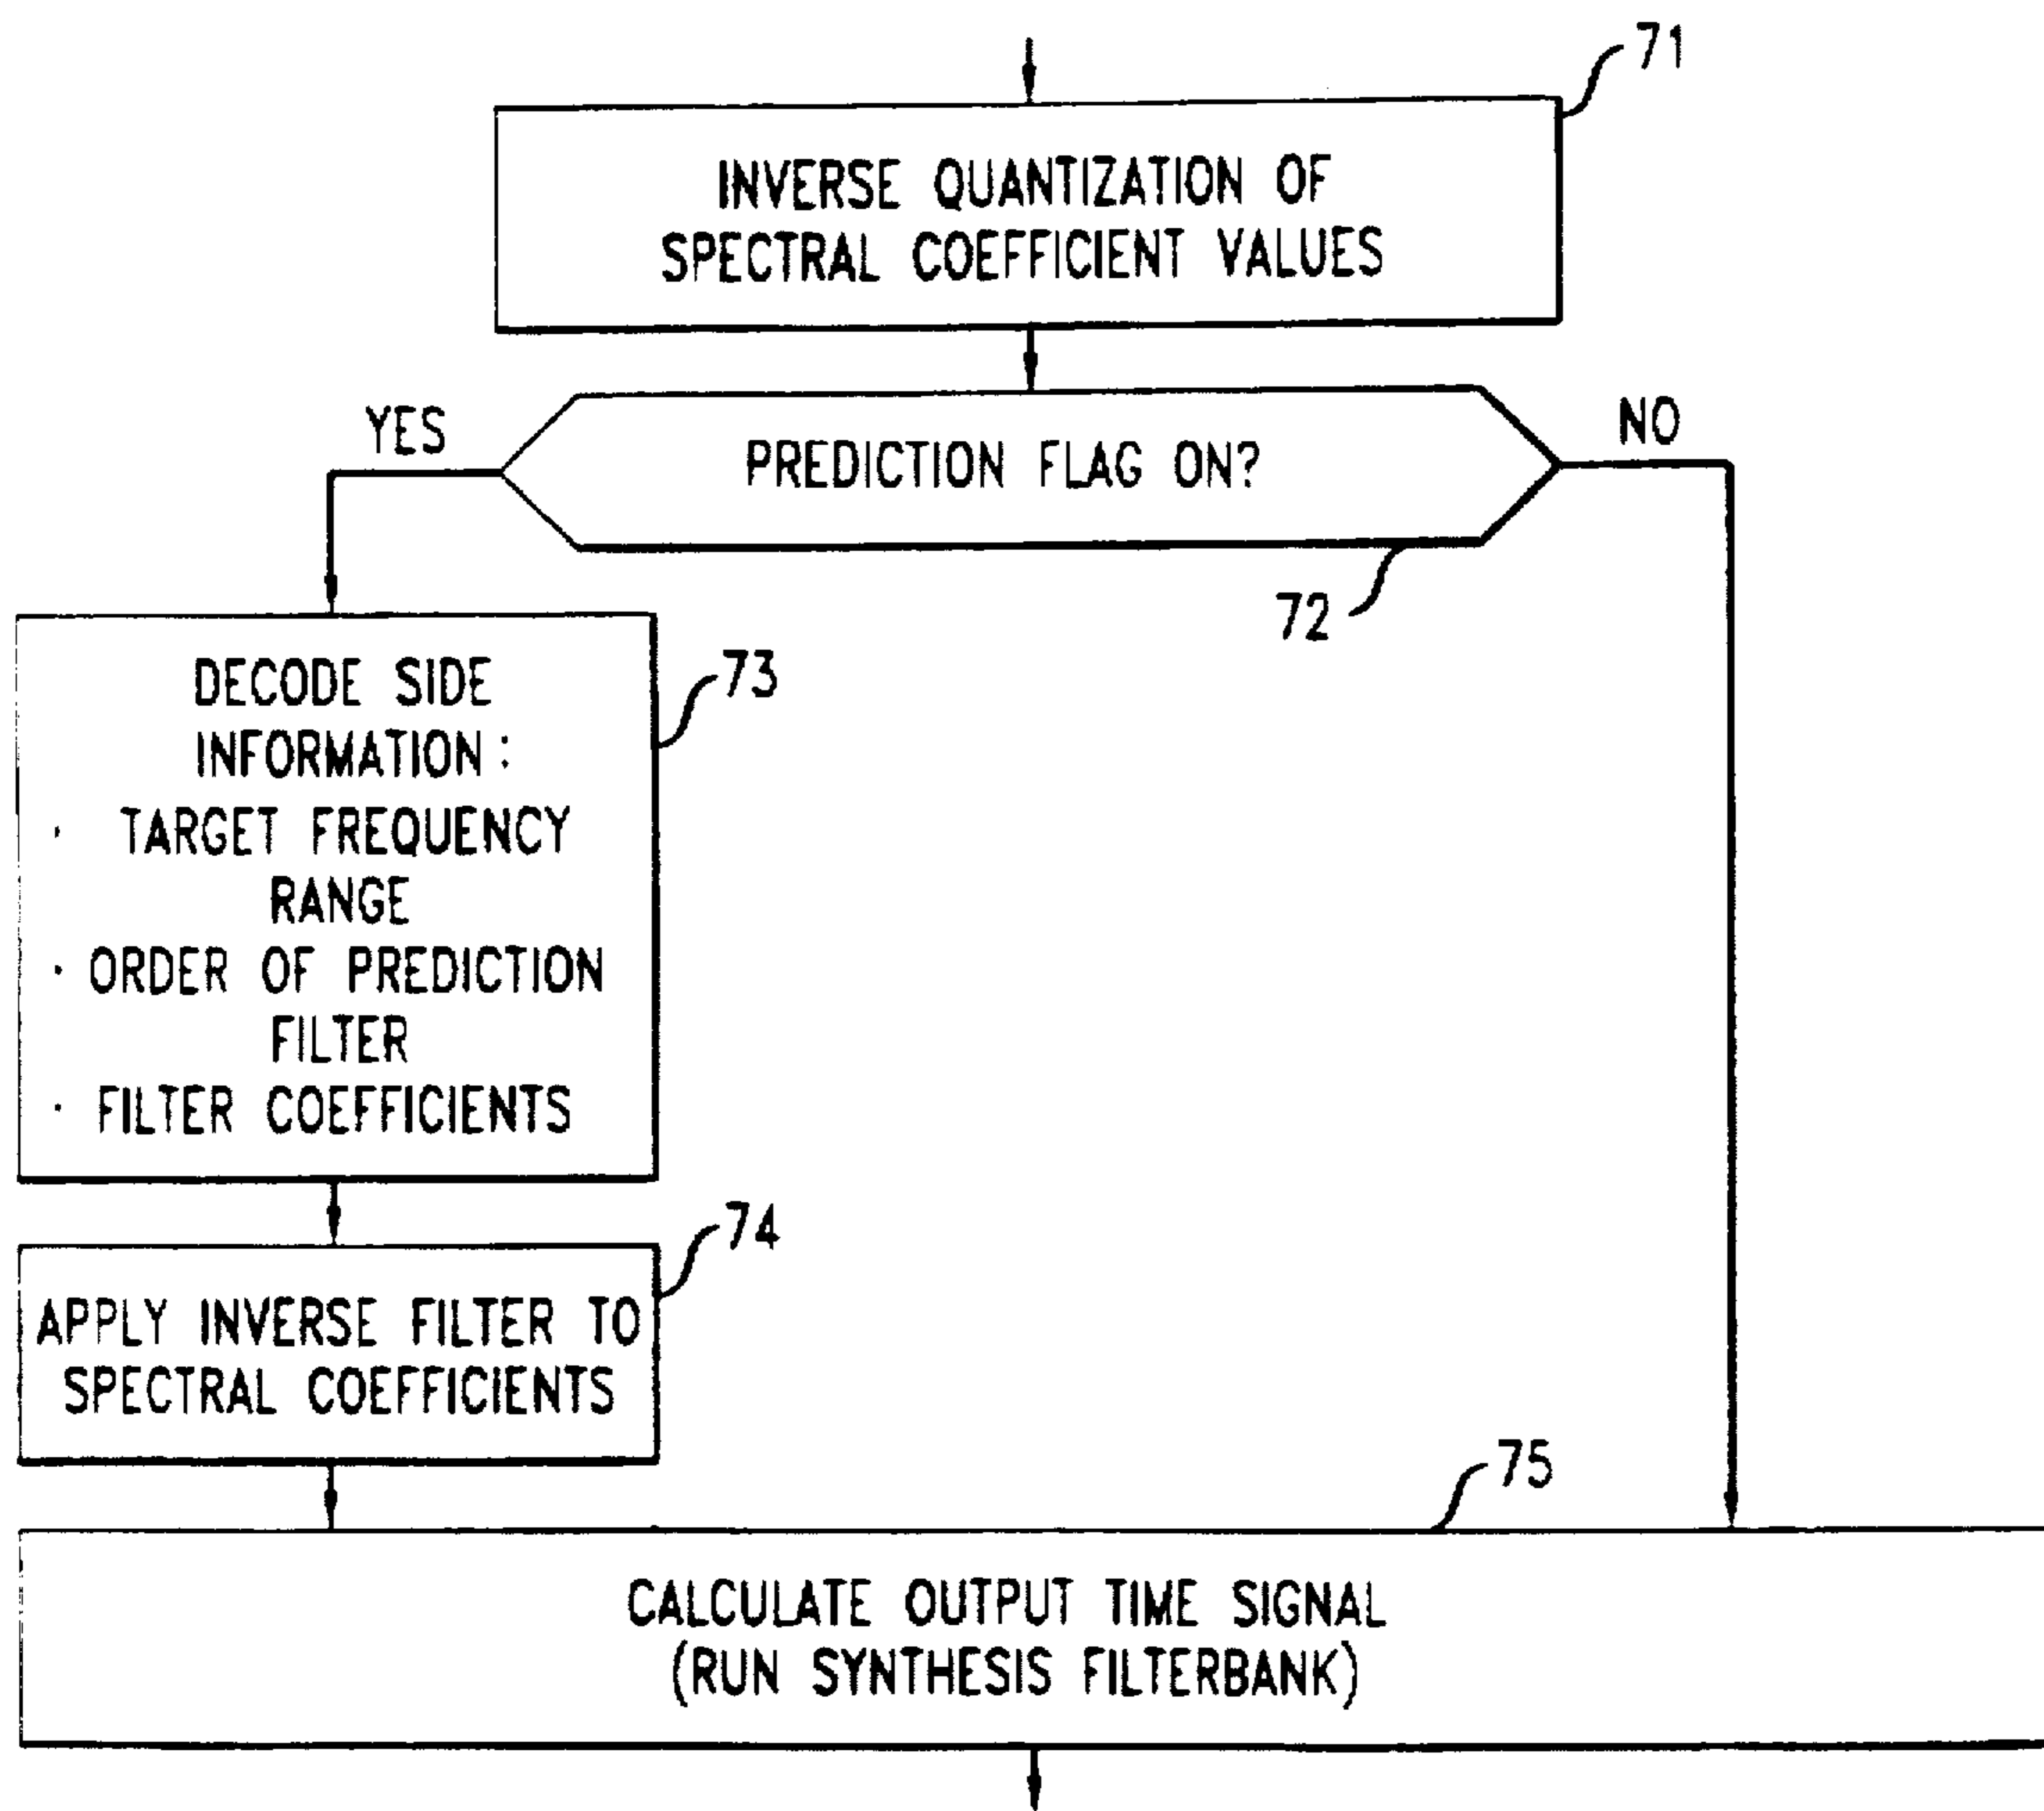 71
INVERSE QUANTIZATION OF
SPECTRAL COEFFICIENT VALUES
YES
PREDICTION FLAG ON?
NO
72
DECODE SIDE
INFORMATION:
· TARGET FREQUENCY
RANGE
· ORDER OF PREDICTION
FILTER
· FILTER COEFFICIENTS
73
74
APPLY INVERSE FILTER TO
SPECTRAL COEFFICIENTS
75
CALCULATE OUTPUT TIME SIGNAL
(RUN SYNTHESIS FILTERBANK)